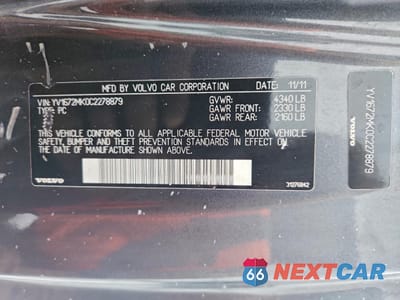 MFD BY VOLVO CAR CORPORATION DATE: 11/11
VIN: YV1672MK0C2278879 GVWR: 4340 LB
TYPE: PC GAWR FRONT: 2330 LB
GAWR REAR: 2160 LB
THIS VEHICLE CONFORMS TO ALL APPLICABLE FEDERAL MOTOR VEHICLE
SAFETY, BUMPER AND THEFT PREVENTION STANDARDS IN EFFECT ON THE
DATE OF MANUFACTURE SHOWN ABOVE.
VOLVO 31276842
YV1672MK0C2278879
VOLVO
66 NEXTCAR